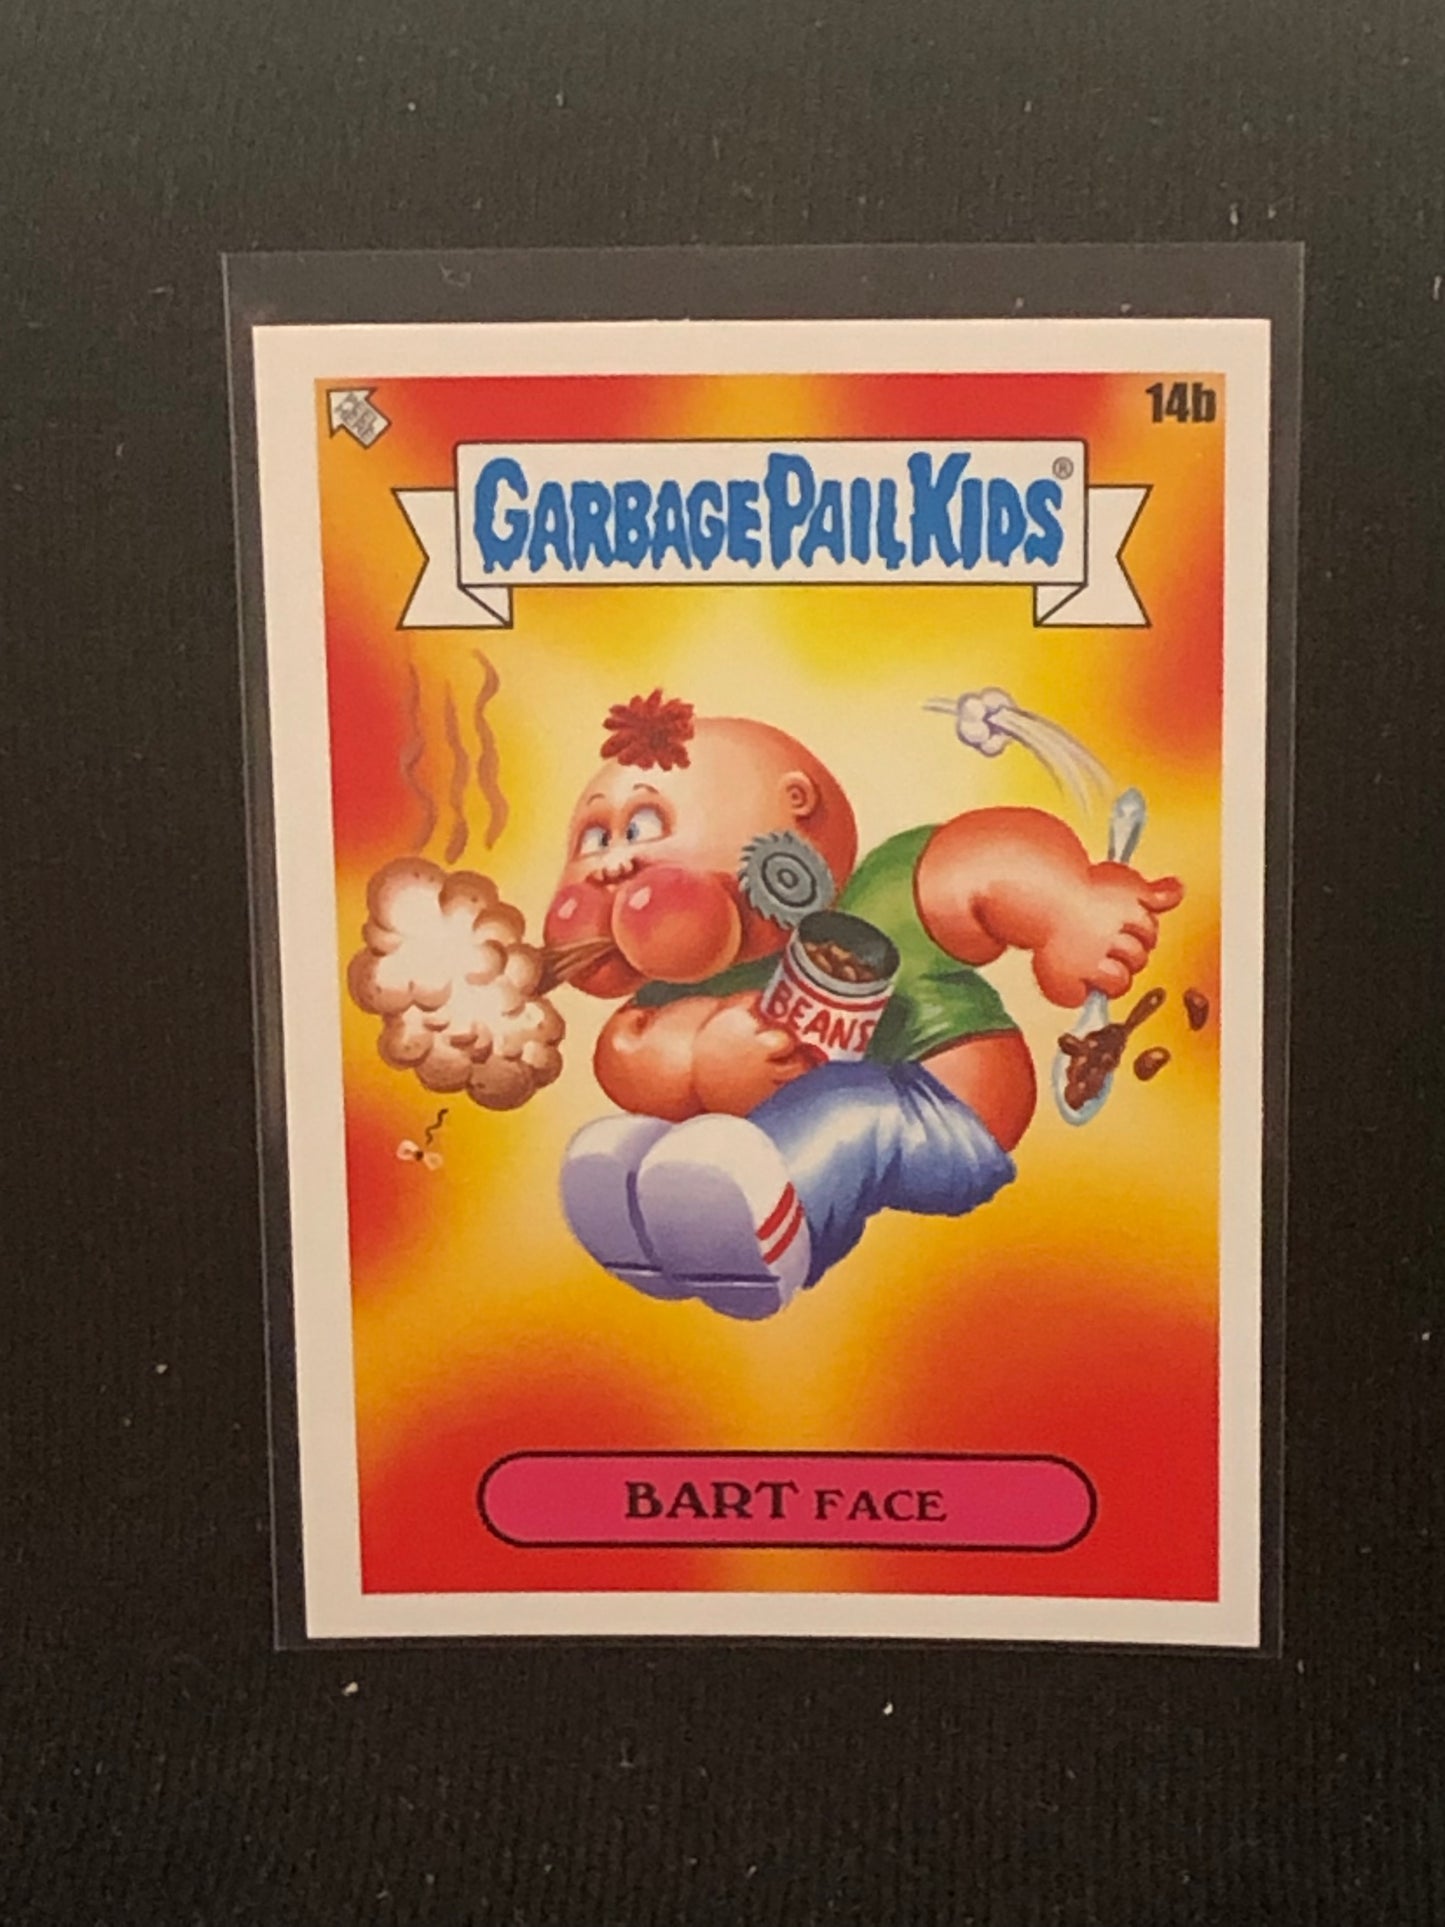 14b
GARBAGE PAIL KIDS®
BEANS
BART FACE